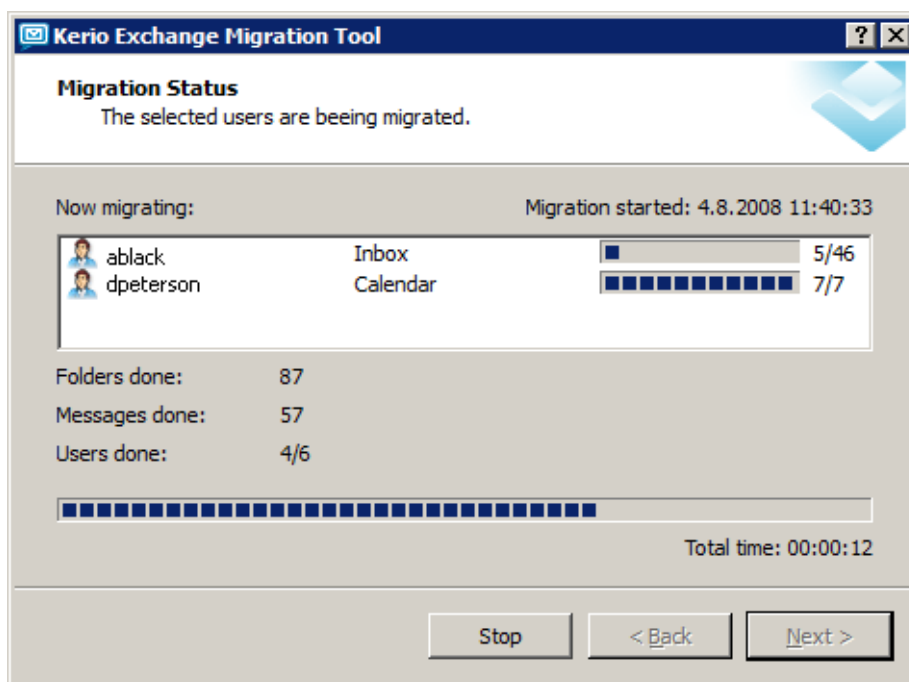 Kerio Exchange Migration Tool
Migration Status
The selected users are beeing migrated.
Now migrating: Migration started: 4.8.2008 11:40:33
ablack Inbox 5/46
dpeterson Calendar 7/7
Folders done: 87
Messages done: 57
Users done: 4/6
Total time: 00:00:12
Stop < Back Next >